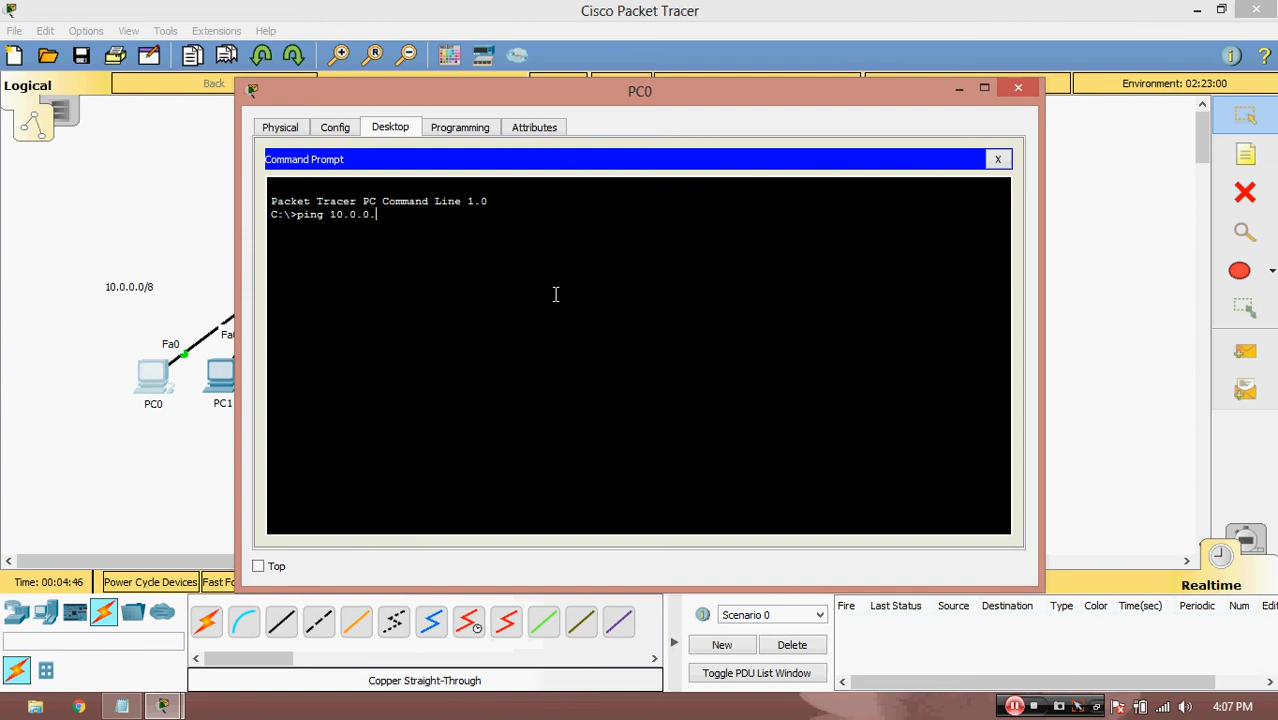 Cisco Packet Tracer
File Edit Options View Tools Extensions Help
Logical
Back
Environment: 02:23:00
PC0
Physical Config Desktop Programming Attributes
Command Prompt
X
Packet Tracer PC Command Line 1.0
C:\>ping 10.0.0.
10.0.0.0/8
Fa0
Fa
PC0
PC1
Top
Time: 00:04:46
Power Cycle Devices
Fast Fo
Realtime
Scenario 0
New
Delete
Toggle PDU List Window
Fire Last Status Source Destination Type Color Time(sec) Periodic Num Edit
Copper Straight-Through
4:07 PM